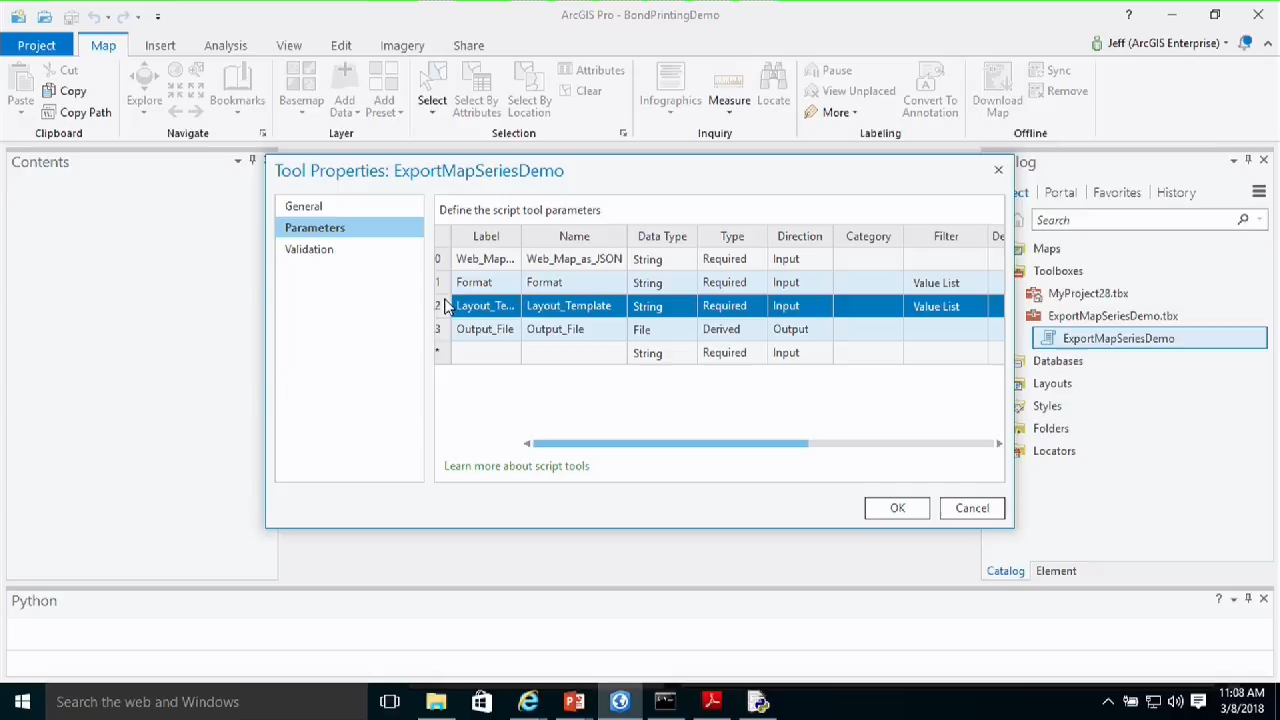 ArcGIS Pro - BondPrintingDemo
?
Project Map Insert Analysis View Edit Imagery Share
Jeff (ArcGIS Enterprise)
Paste
Cut
Copy
Copy Path
Clipboard
Explore
Bookmarks
Navigate
Basemap
Add Data
Add Preset
Layer
Select
Select By Attributes
Select By Location
Attributes
Clear
Selection
Infographics
Measure
Locate
Inquiry
Pause
View Unplaced
More
Convert To Annotation
Labeling
Download Map
Sync
Remove
Offline
Contents
Tool Properties: ExportMapSeriesDemo
General
Parameters
Validation
Define the script tool parameters
Label Name Data Type Type Direction Category Filter De
0 Web_Map... Web_Map_as_JSON String Required Input
1 Format Format String Required Input Value List
2 Layout_Te... Layout_Template String Required Input Value List
3 Output_File Output_File File Derived Output
* String Required Input
Learn more about script tools
OK Cancel
log
ect Portal Favorites History
Search
Maps
Toolboxes
MyProject28.tbx
ExportMapSeriesDemo.tbx
ExportMapSeriesDemo
Databases
Layouts
Styles
Folders
Locators
Catalog Element
Python
?
Search the web and Windows
11:08 AM
3/8/2018